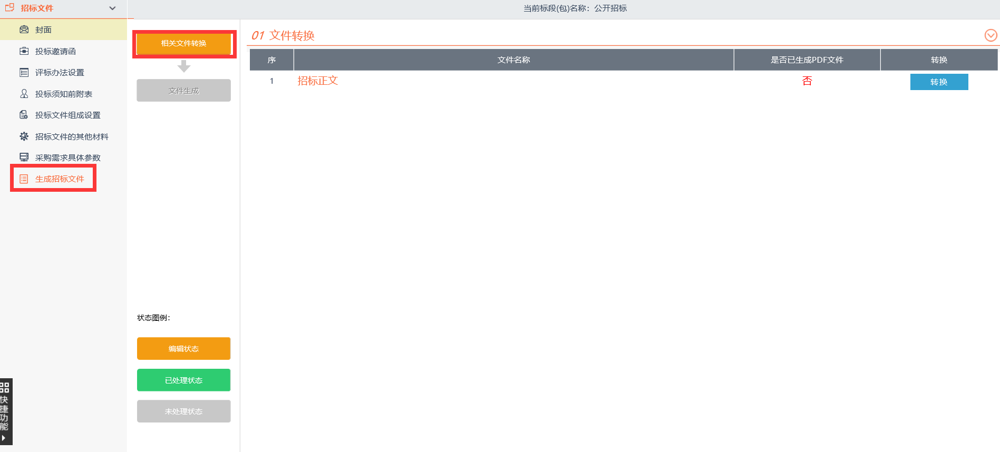 招标文件
当前标段(包)名称：公开招标
封面
投标邀请函
评标办法设置
投标须知前附表
投标文件组成设置
招标文件的其他材料
采购需求具体参数
生成招标文件
快捷功能
相关文件转换
文件生成
状态图例：
编辑状态
已处理状态
未处理状态
01 文件转换
序 文件名称 是否已生成PDF文件 转换
1 招标正文 否 转换